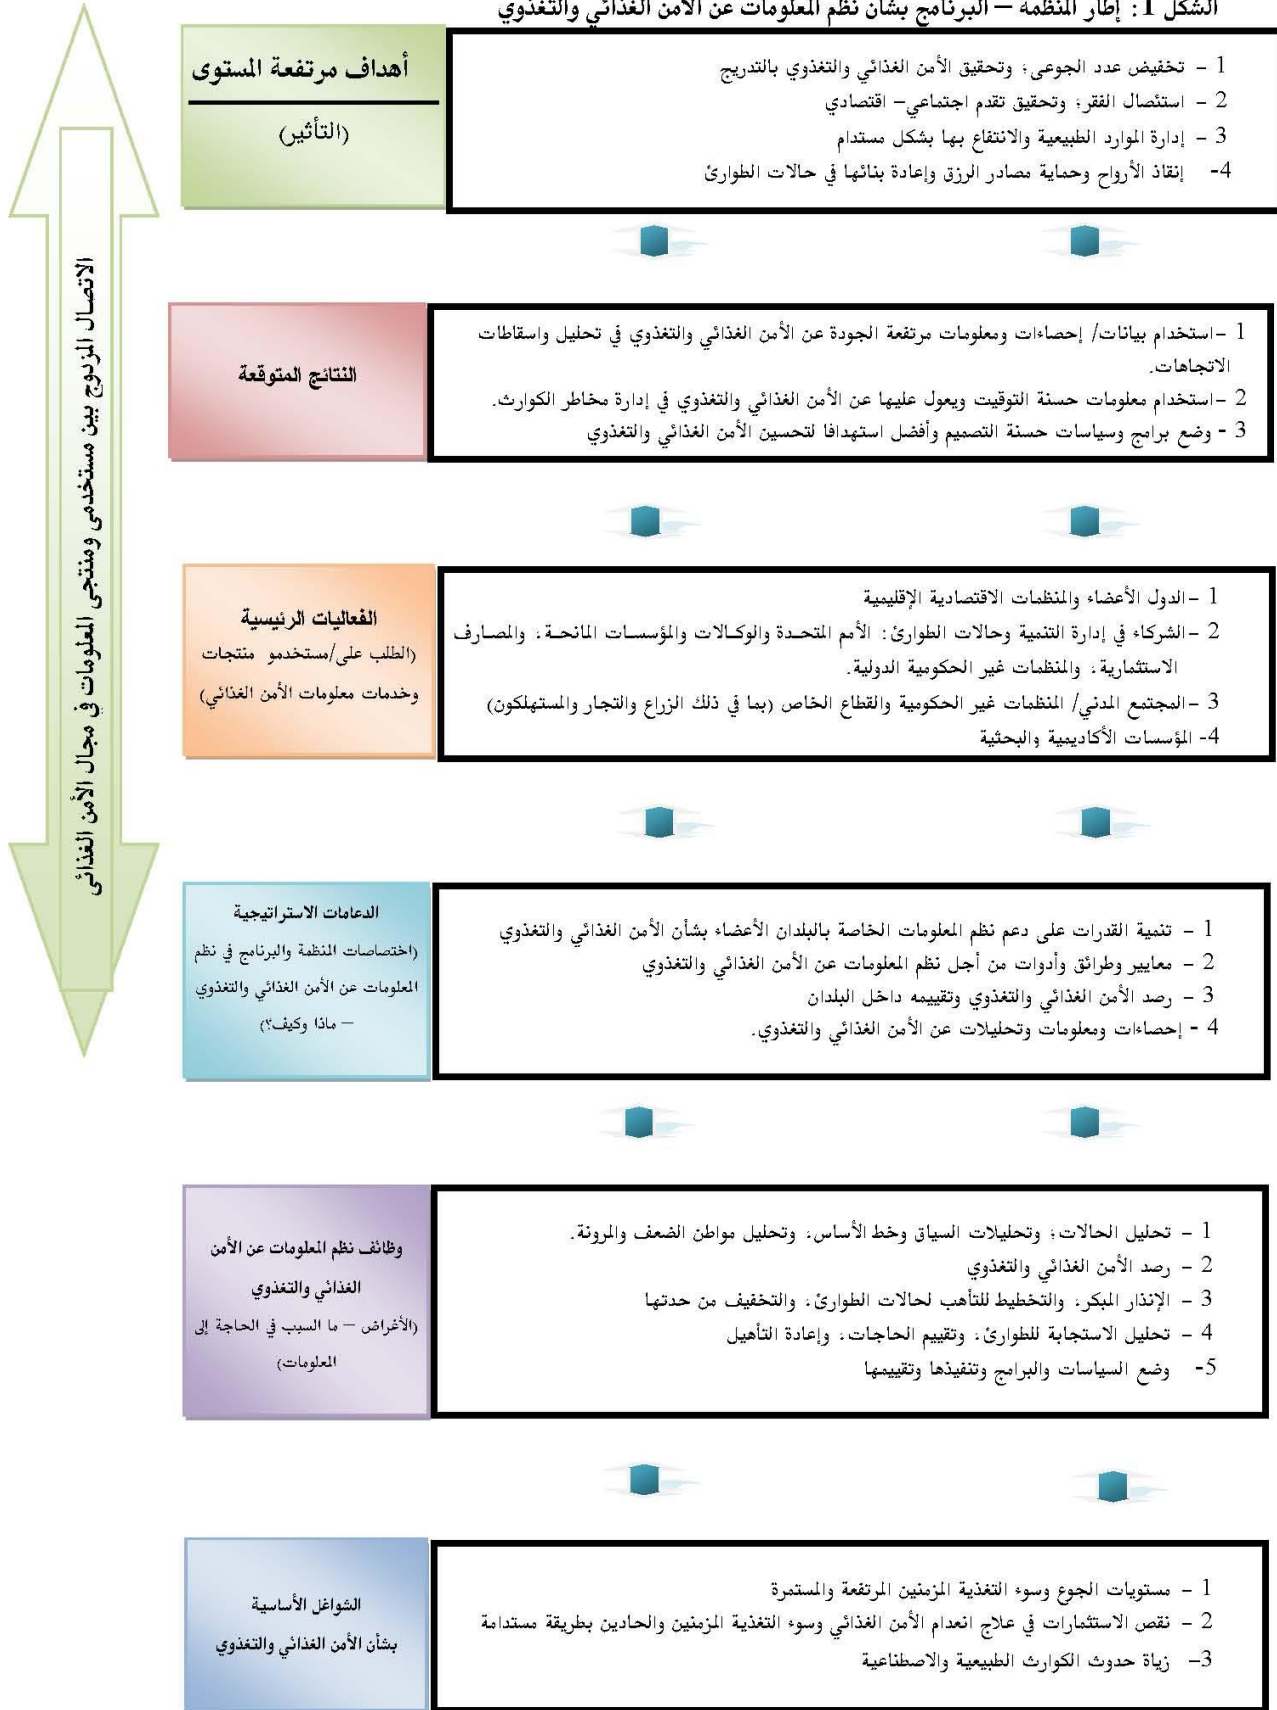 الشكل 1: إطار المنظمة – البرنامج بشأن نظم المعلومات عن الأمن الغذائي والتغذوي
أهداف مرتفعة المستوى
(التأثير)
1 - تخفيض عدد الجوعى؛ وتحقيق الأمن الغذائي والتغذوي بالتدريج
2 - استئصال الفقر؛ وتحقيق تقدم اجتماعي– اقتصادي
3 - إدارة الموارد الطبيعية والانتفاع بها بشكل مستدام
4- إنقاذ الأرواح وحماية مصادر الرزق وإعادة بنائها في حالات الطوارئ
الاتصال المزدوج بين مستخدمي ومنتجي المعلومات في مجال الأمن الغذائي
النتائج المتوقعة
1 -استخدام بيانات/ إحصاءات ومعلومات مرتفعة الجودة عن الأمن الغذائي والتغذوي في تحليل واسقاطات
الاتجاهات.
2 -استخدام معلومات حسنة التوقيت ويعول عليها عن الأمن الغذائي والتغذوي في إدارة مخاطر الكوارث.
3 - وضع برامج وسياسات حسنة التصميم وأفضل استهدافا لتحسين الأمن الغذائي والتغذوي
الفعاليات الرئيسية
(الطلب على/مستخدمو منتجات
وخدمات معلومات الأمن الغذائي)
1 -الدول الأعضاء والمنظمات الاقتصادية الإقليمية
2 -الشركاء في إدارة التنمية وحالات الطوارئ: الأمم المتحدة والوكالات والمؤسسات المانحة، والمصارف
الاستثمارية، والمنظمات غير الحكومية الدولية.
3 -المجتمع المدني/ المنظمات غير الحكومية والقطاع الخاص (بما في ذلك الزراع والتجار والمستهلكون)
4- المؤسسات الأكاديمية والبحثية
الدعامات الاستراتيجية
(اختصاصات المنظمة والبرنامج في نظم
المعلومات عن الأمن الغذائي والتغذوي
– ماذا وكيف؟)
1 - تنمية القدرات على دعم نظم المعلومات الخاصة بالبلدان الأعضاء بشأن الأمن الغذائي والتغذوي
2 - معايير وطرائق وأدوات من أجل نظم المعلومات عن الأمن الغذائي والتغذوي
3 - رصد الأمن الغذائي والتغذوي وتقييمه داخل البلدان
4 - إحصاءات ومعلومات وتحليلات عن الأمن الغذائي والتغذوي.
وظائف نظم المعلومات عن الأمن
الغذائي والتغذوي
(الأغراض – ما السبب في الحاجة إلى
المعلومات)
1 - تحليل الحالات؛ وتحليلات السياق وخط الأساس، وتحليل مواطن الضعف والمرونة.
2 - رصد الأمن الغذائي والتغذوي
3 - الإنذار المبكر، والتخطيط للتأهب لحالات الطوارئ، والتخفيف من حدتها
4 - تحليل الاستجابة للطوارئ، وتقييم الحاجات، وإعادة التأهيل
5- وضع السياسات والبرامج وتنفيذها وتقييمها
الشواغل الأساسية
بشأن الأمن الغذائي والتغذوي
1 - مستويات الجوع وسوء التغذية المزمنين المرتفعة والمستمرة
2 - نقص الاستثمارات في علاج انعدام الأمن الغذائي وسوء التغذية المزمنين والحادين بطريقة مستدامة
3- زياة حدوث الكوارث الطبيعية والاصطناعية